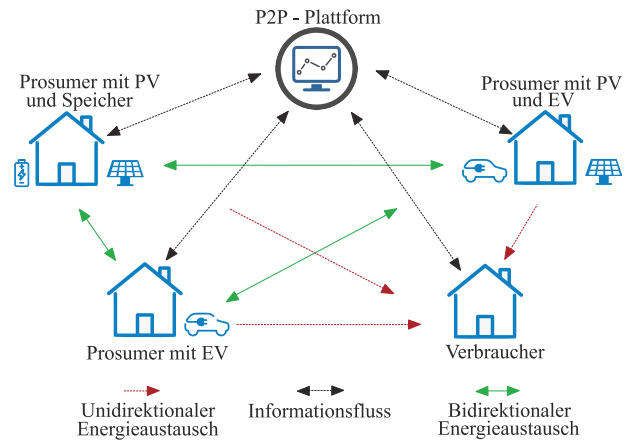 P2P - Plattform
Prosumer mit PV
und Speicher
Prosumer mit PV
und EV
Prosumer mit EV
Verbraucher
Unidirektionaler
Energieaustausch
Informationsfluss
Bidirektionaler
Energieaustausch